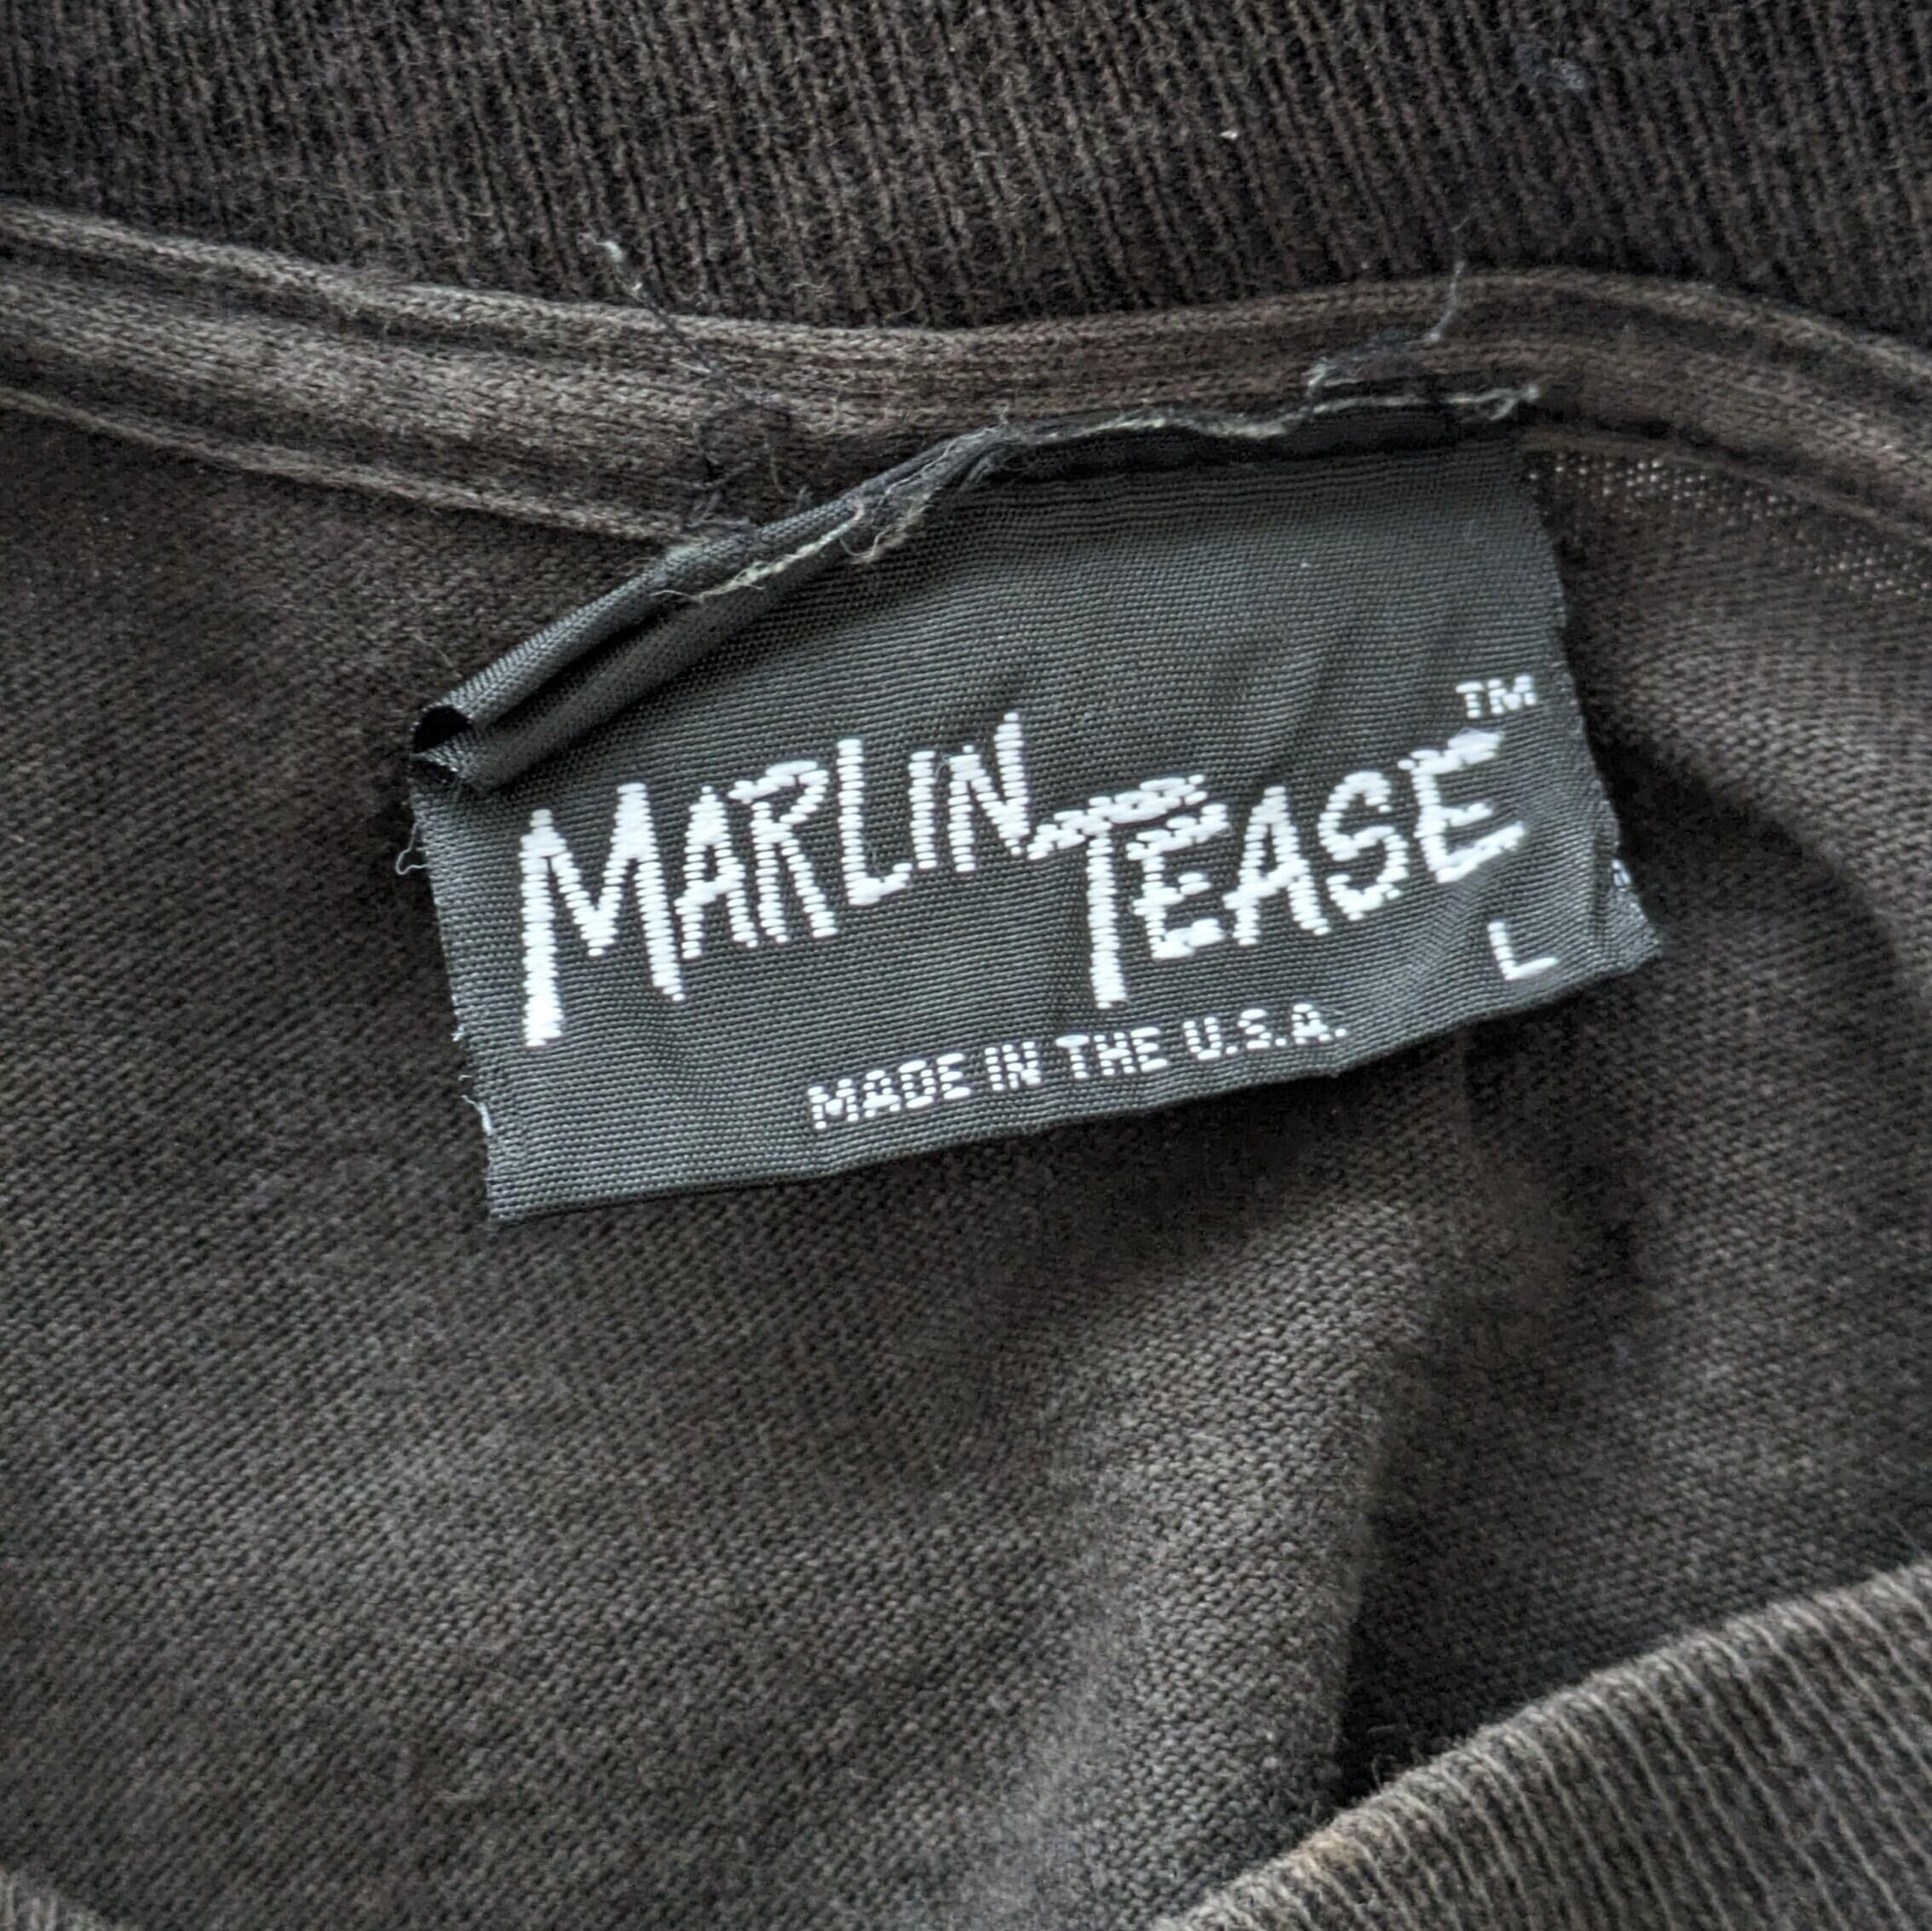 MARLIN TEASE™
L
MADE IN THE U.S.A.